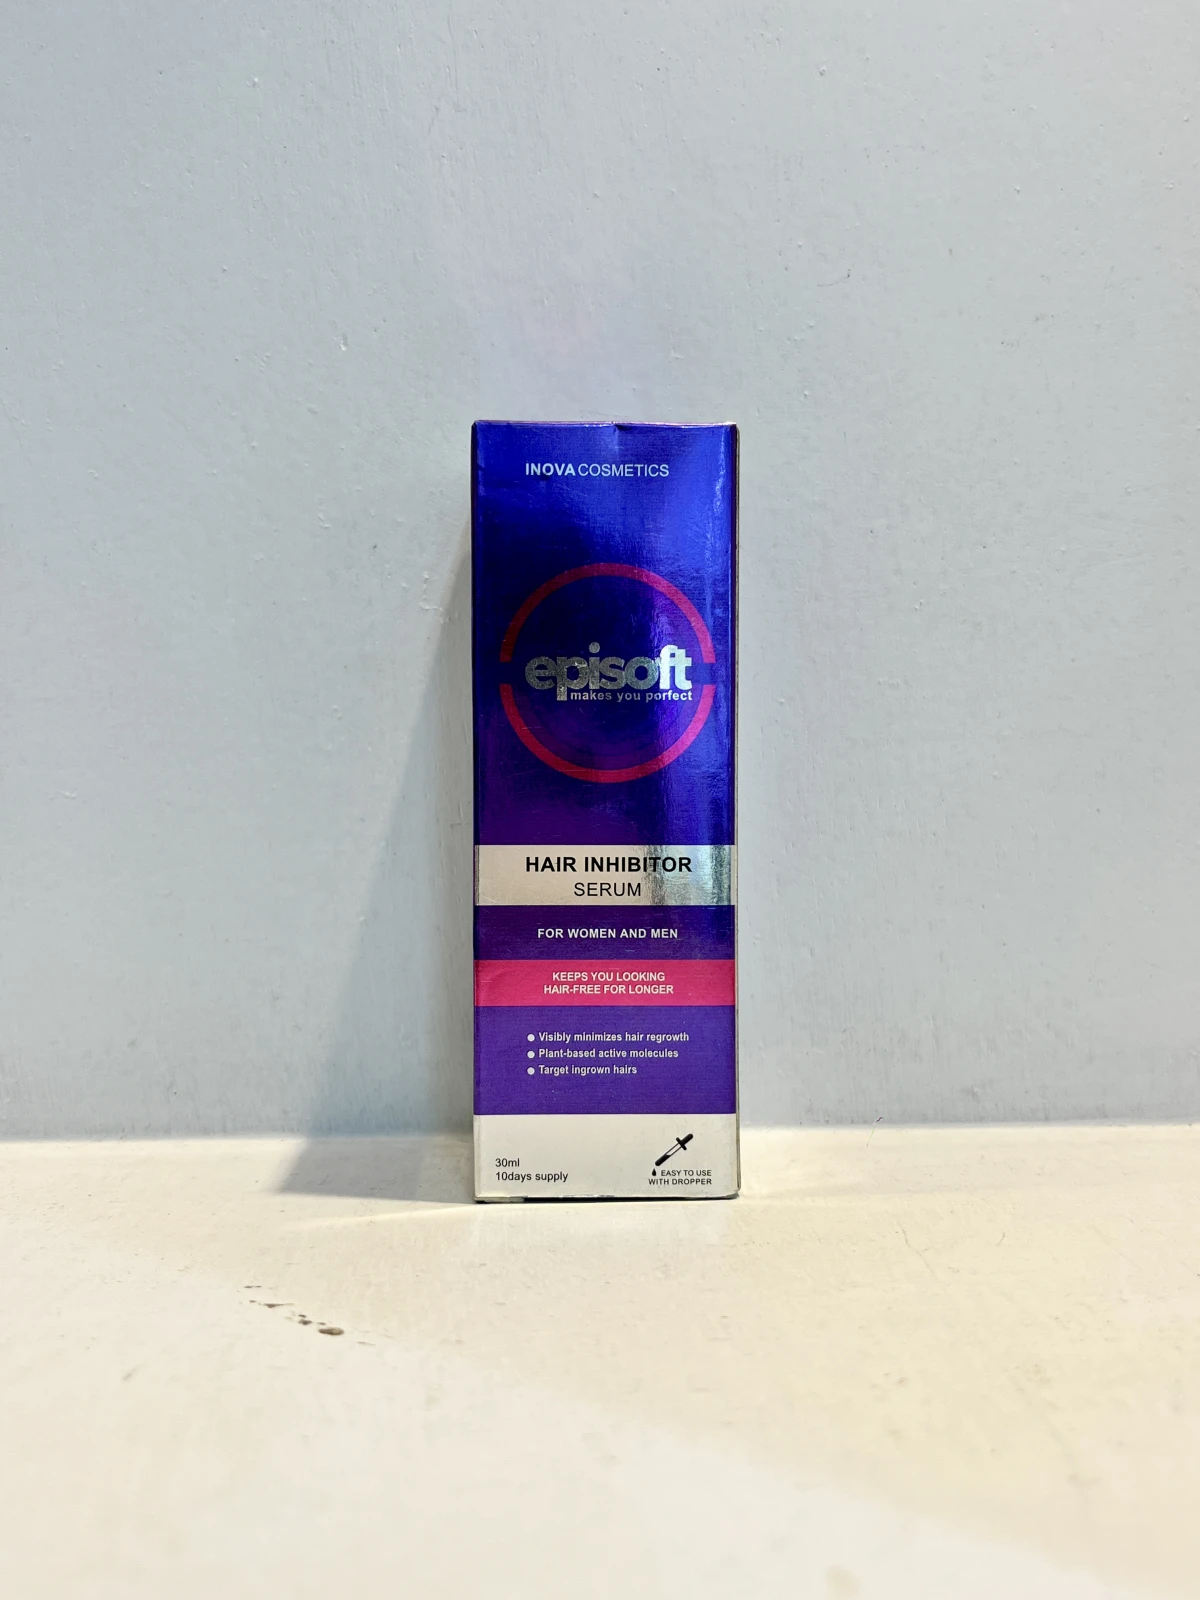 INOVA COSMETICS
episoft
makes you perfect
HAIR INHIBITOR
SERUM
FOR WOMEN AND MEN
KEEPS YOU LOOKING
HAIR-FREE FOR LONGER
● Visibly minimizes hair regrowth
● Plant-based active molecules
● Target ingrown hairs
30ml
10days supply
EASY TO USE
WITH DROPPER